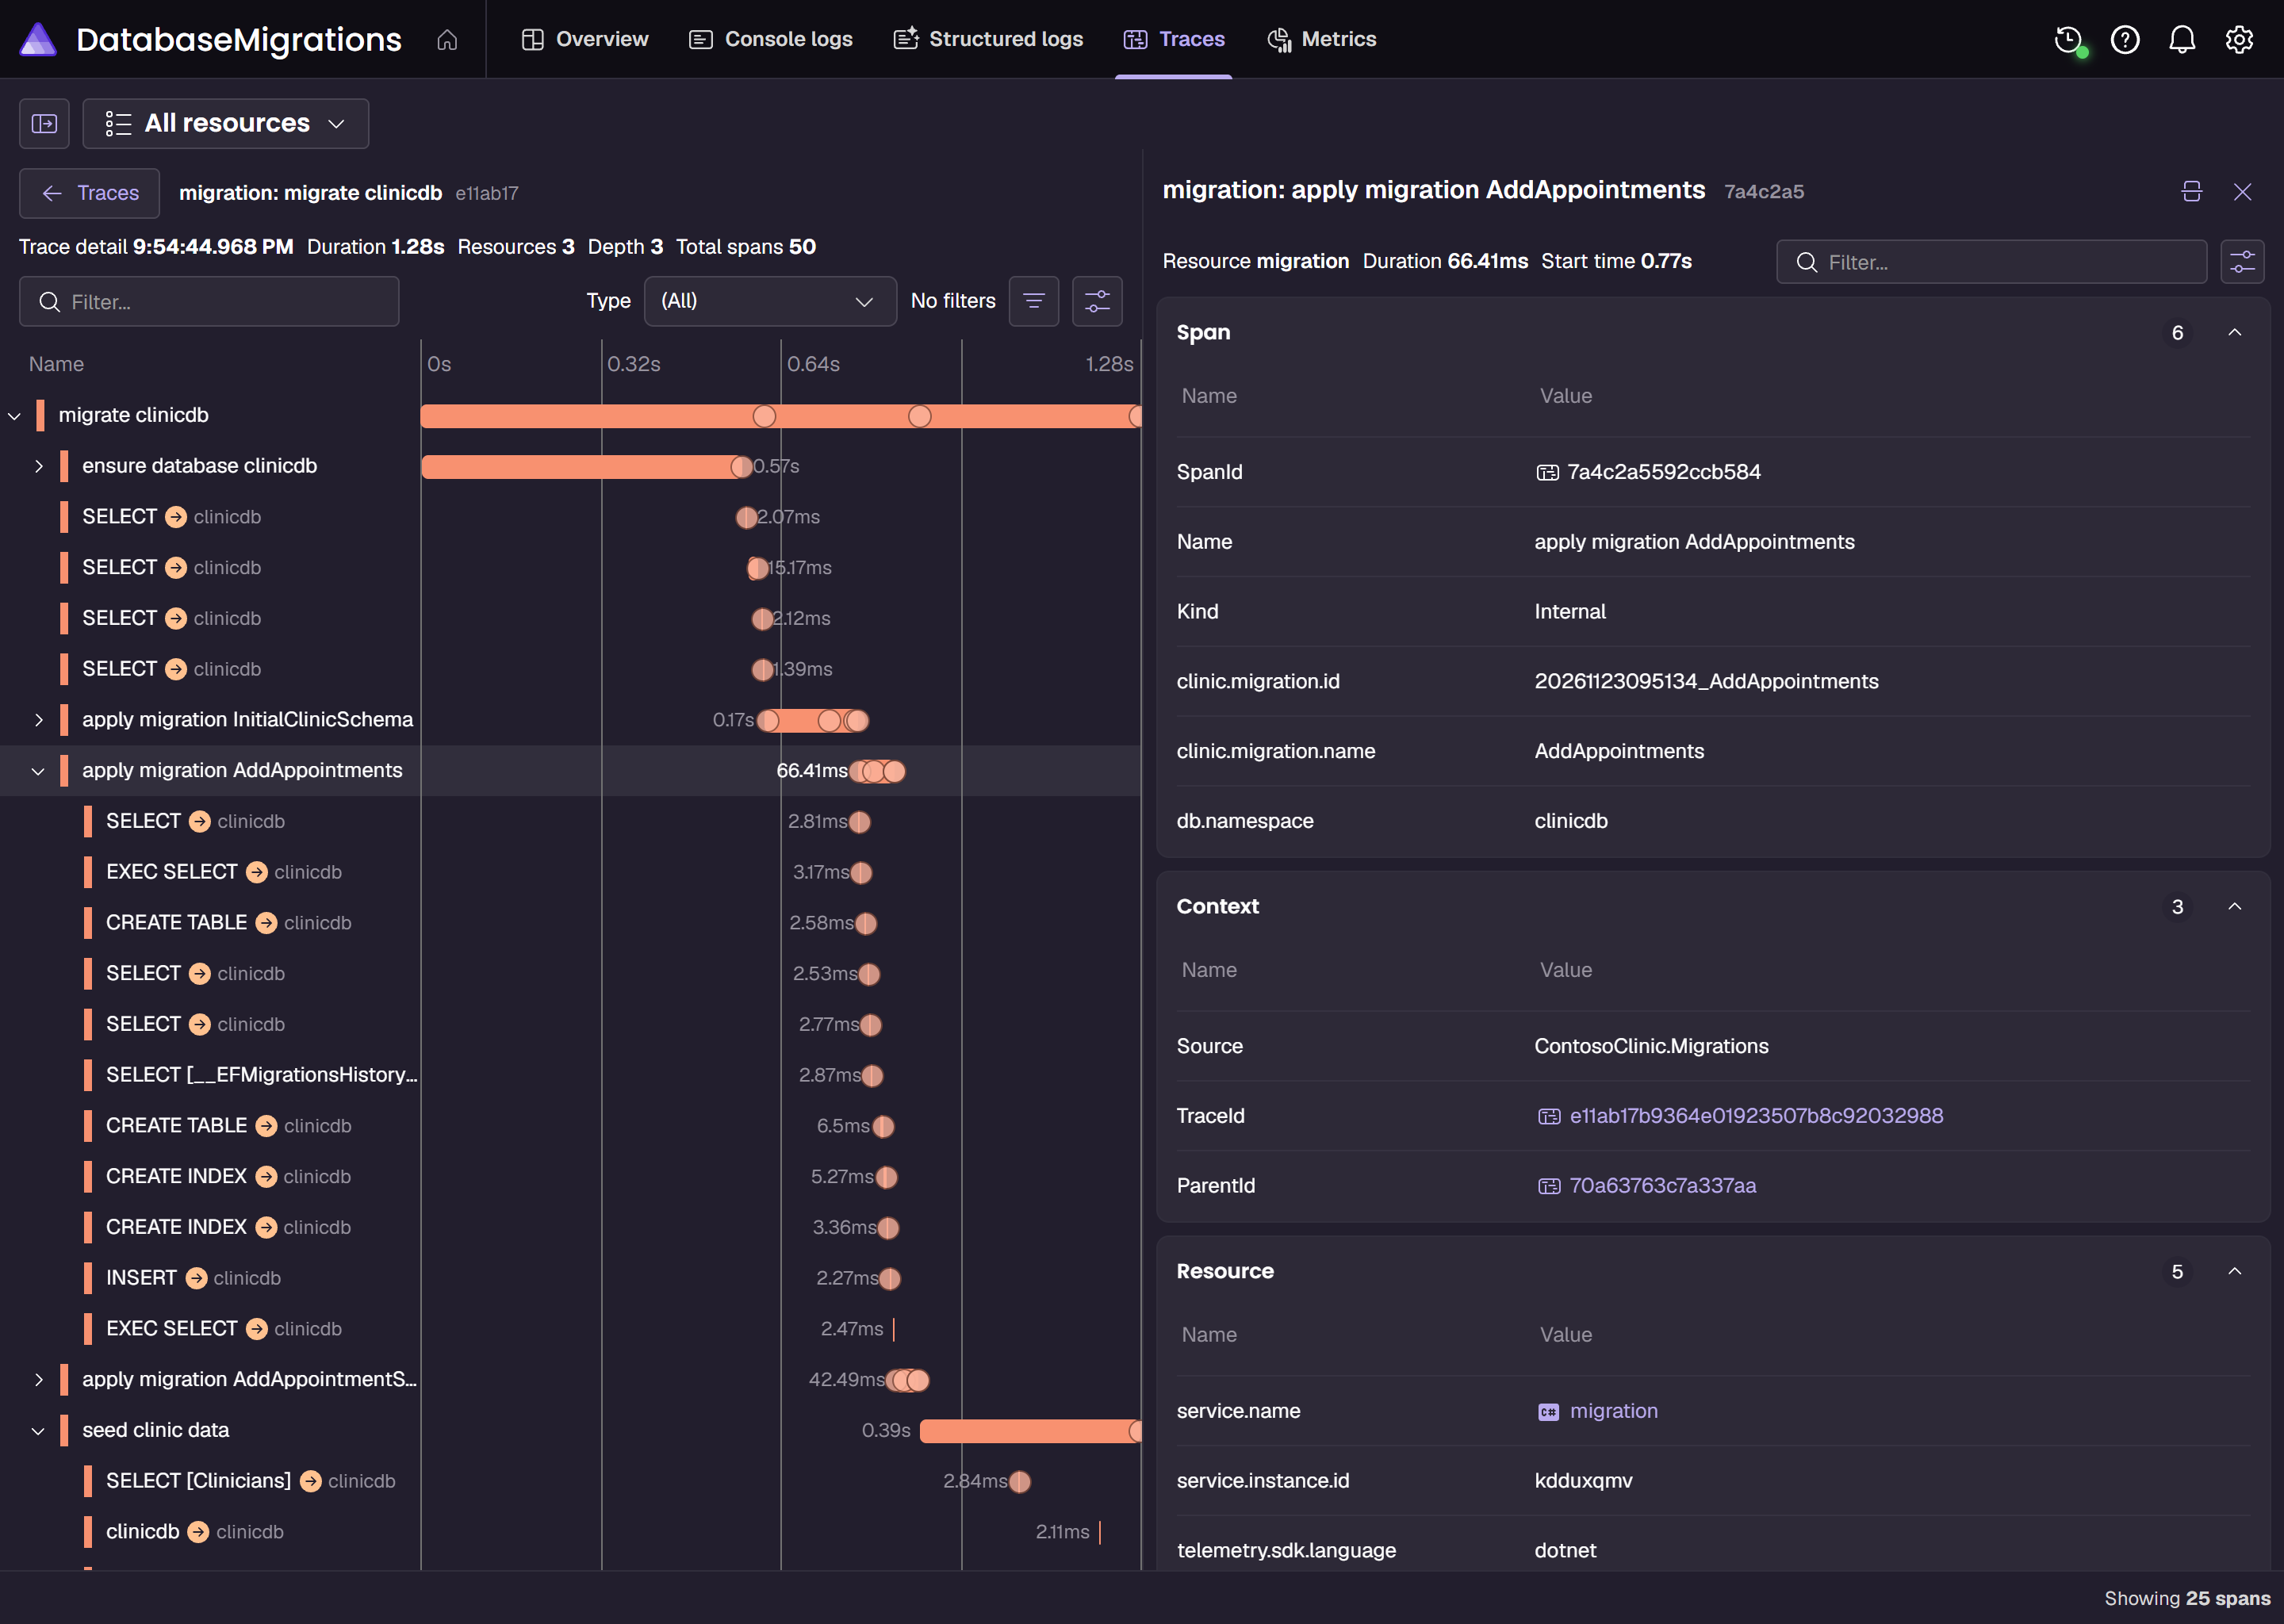 DatabaseMigrations
Overview
Console logs
Structured logs
Traces
Metrics
All resources
Traces
migration: migrate clinicdb e11ab17
Trace detail 9:54:44.968 PM Duration 1.28s Resources 3 Depth 3 Total spans 50
Filter...
Type (All) No filters
Name 0s 0.32s 0.64s 1.28s
migrate clinicdb
ensure database clinicdb 0.57s
SELECT clinicdb 2.07ms
SELECT clinicdb 15.17ms
SELECT clinicdb 2.12ms
SELECT clinicdb 1.39ms
apply migration InitialClinicSchema 0.17s
apply migration AddAppointments 66.41ms
SELECT clinicdb 2.81ms
EXEC SELECT clinicdb 3.17ms
CREATE TABLE clinicdb 2.58ms
SELECT clinicdb 2.53ms
SELECT clinicdb 2.77ms
SELECT [__EFMigrationsHistory... 2.87ms
CREATE TABLE clinicdb 6.5ms
CREATE INDEX clinicdb 5.27ms
CREATE INDEX clinicdb 3.36ms
INSERT clinicdb 2.27ms
EXEC SELECT clinicdb 2.47ms
apply migration AddAppointmentS... 42.49ms
seed clinic data 0.39s
SELECT [Clinicians] clinicdb 2.84ms
clinicdb clinicdb 2.11ms
migration: apply migration AddAppointments 7a4c2a5
Resource migration Duration 66.41ms Start time 0.77s
Filter...
Span 6
Name Value
SpanId 7a4c2a5592ccb584
Name apply migration AddAppointments
Kind Internal
clinic.migration.id 20261123095134_AddAppointments
clinic.migration.name AddAppointments
db.namespace clinicdb
Context 3
Name Value
Source ContosoClinic.Migrations
TraceId e11ab17b9364e01923507b8c92032988
ParentId 70a63763c7a337aa
Resource 5
Name Value
service.name C# migration
service.instance.id kdduxqmv
telemetry.sdk.language dotnet
Showing 25 spans